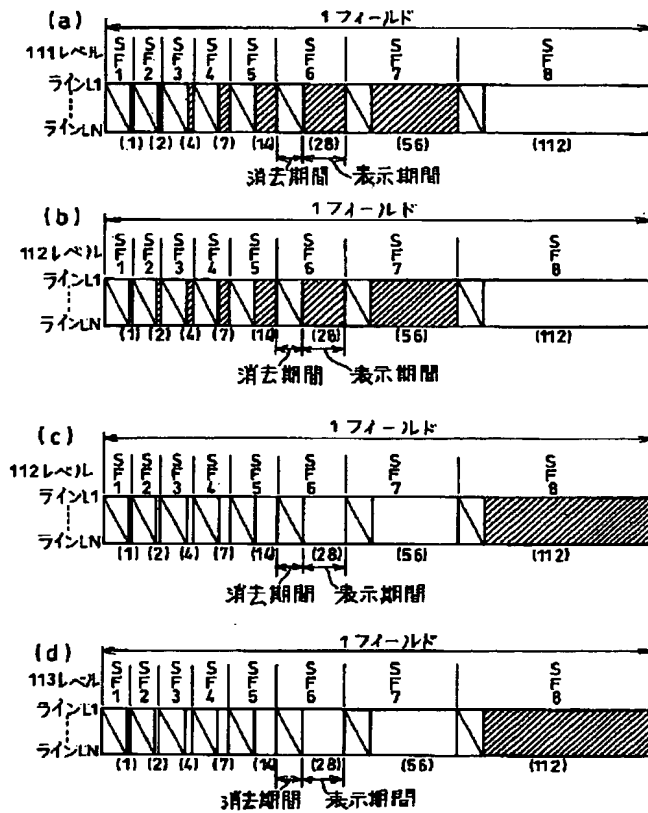 (a)
1フィールド
111レベル
SF1 SF2 SF3 SF4 SF5 SF6 SF7 SF8
ラインL1
ラインLN
(1) (2) (4) (7) (14) (28) (56) (112)
消去期間 表示期間
(b)
1フィールド
112レベル
SF1 SF2 SF3 SF4 SF5 SF6 SF7 SF8
ラインL1
ラインLN
(1) (2) (4) (7) (14) (28) (56) (112)
消去期間 表示期間
(c)
1フィールド
112レベル
SF1 SF2 SF3 SF4 SF5 SF6 SF7 SF8
ラインL1
ラインLN
(1) (2) (4) (7) (14) (28) (56) (112)
消去期間 表示期間
(d)
1フィールド
113レベル
SF1 SF2 SF3 SF4 SF5 SF6 SF7 SF8
ラインL1
ラインLN
(1) (2) (4) (7) (14) (28) (56) (112)
消去期間 表示期間